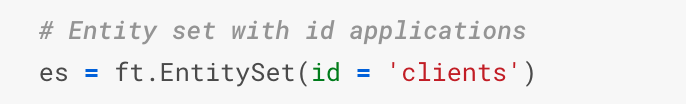 # Entity set with id applications
es = ft.EntitySet(id = 'clients')